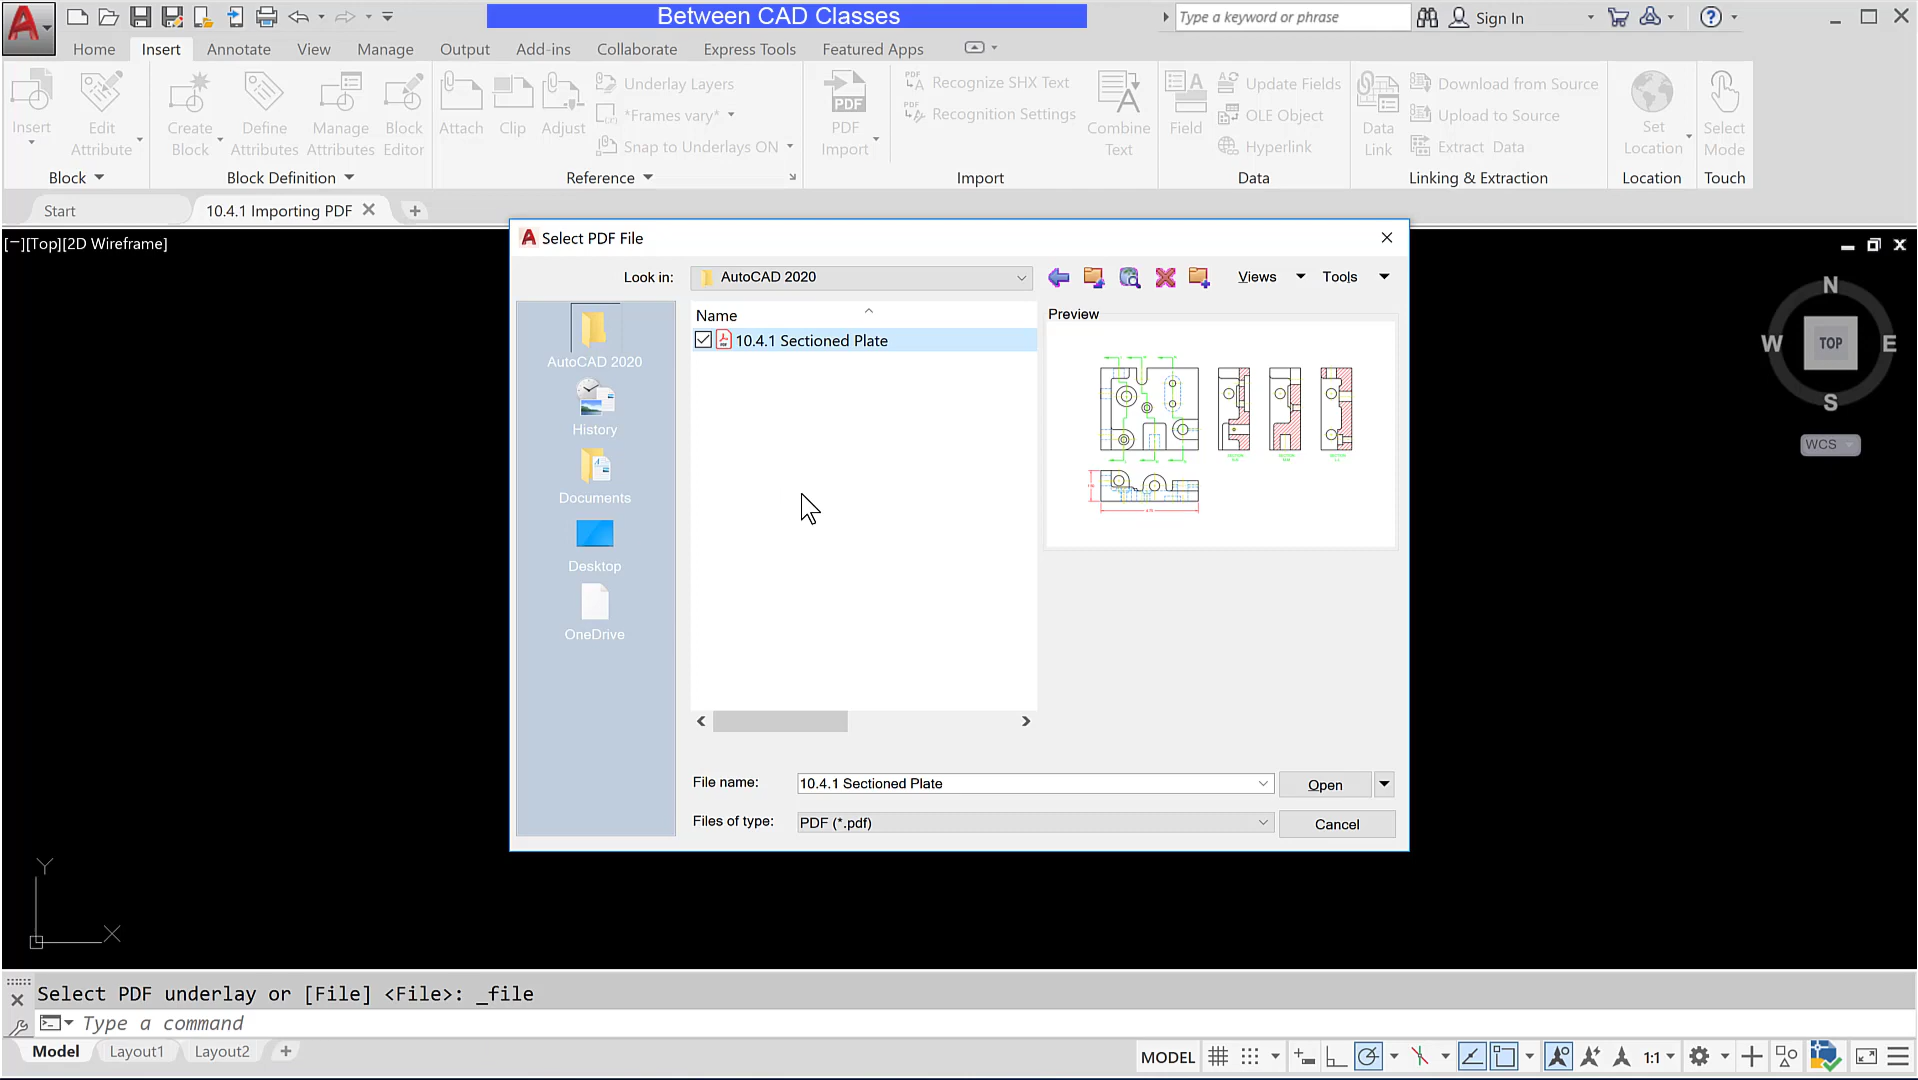 Between CAD Classes
Type a keyword or phrase
Sign In
Home
Insert
Annotate
View
Manage
Output
Add-ins
Collaborate
Express Tools
Featured Apps
Insert
Edit
Attribute
Create
Block
Define
Attributes
Manage
Attributes
Block
Editor
Attach
Clip
Adjust
Underlay Layers
*Frames vary*
Snap to Underlays ON
PDF
PDF
Import
Recognize SHX Text
Recognition Settings
Combine
Text
Field
Update Fields
OLE Object
Hyperlink
Data
Link
Download from Source
Upload to Source
Extract Data
Set
Location
Select
Mode
Block
Block Definition
Reference
Import
Data
Linking & Extraction
Location
Touch
Start
10.4.1 Importing PDF
[−][Top][2D Wireframe]
Select PDF File
Look in:
AutoCAD 2020
Views
Tools
Name
10.4.1 Sectioned Plate
Preview
AutoCAD 2020
History
Documents
Desktop
OneDrive
File name:
10.4.1 Sectioned Plate
Open
Files of type:
PDF (*.pdf)
Cancel
N
W
TOP
E
S
WCS
Y
X
Select PDF underlay or [File] <File>: _file
Type a command
Model
Layout1
Layout2
MODEL
1:1